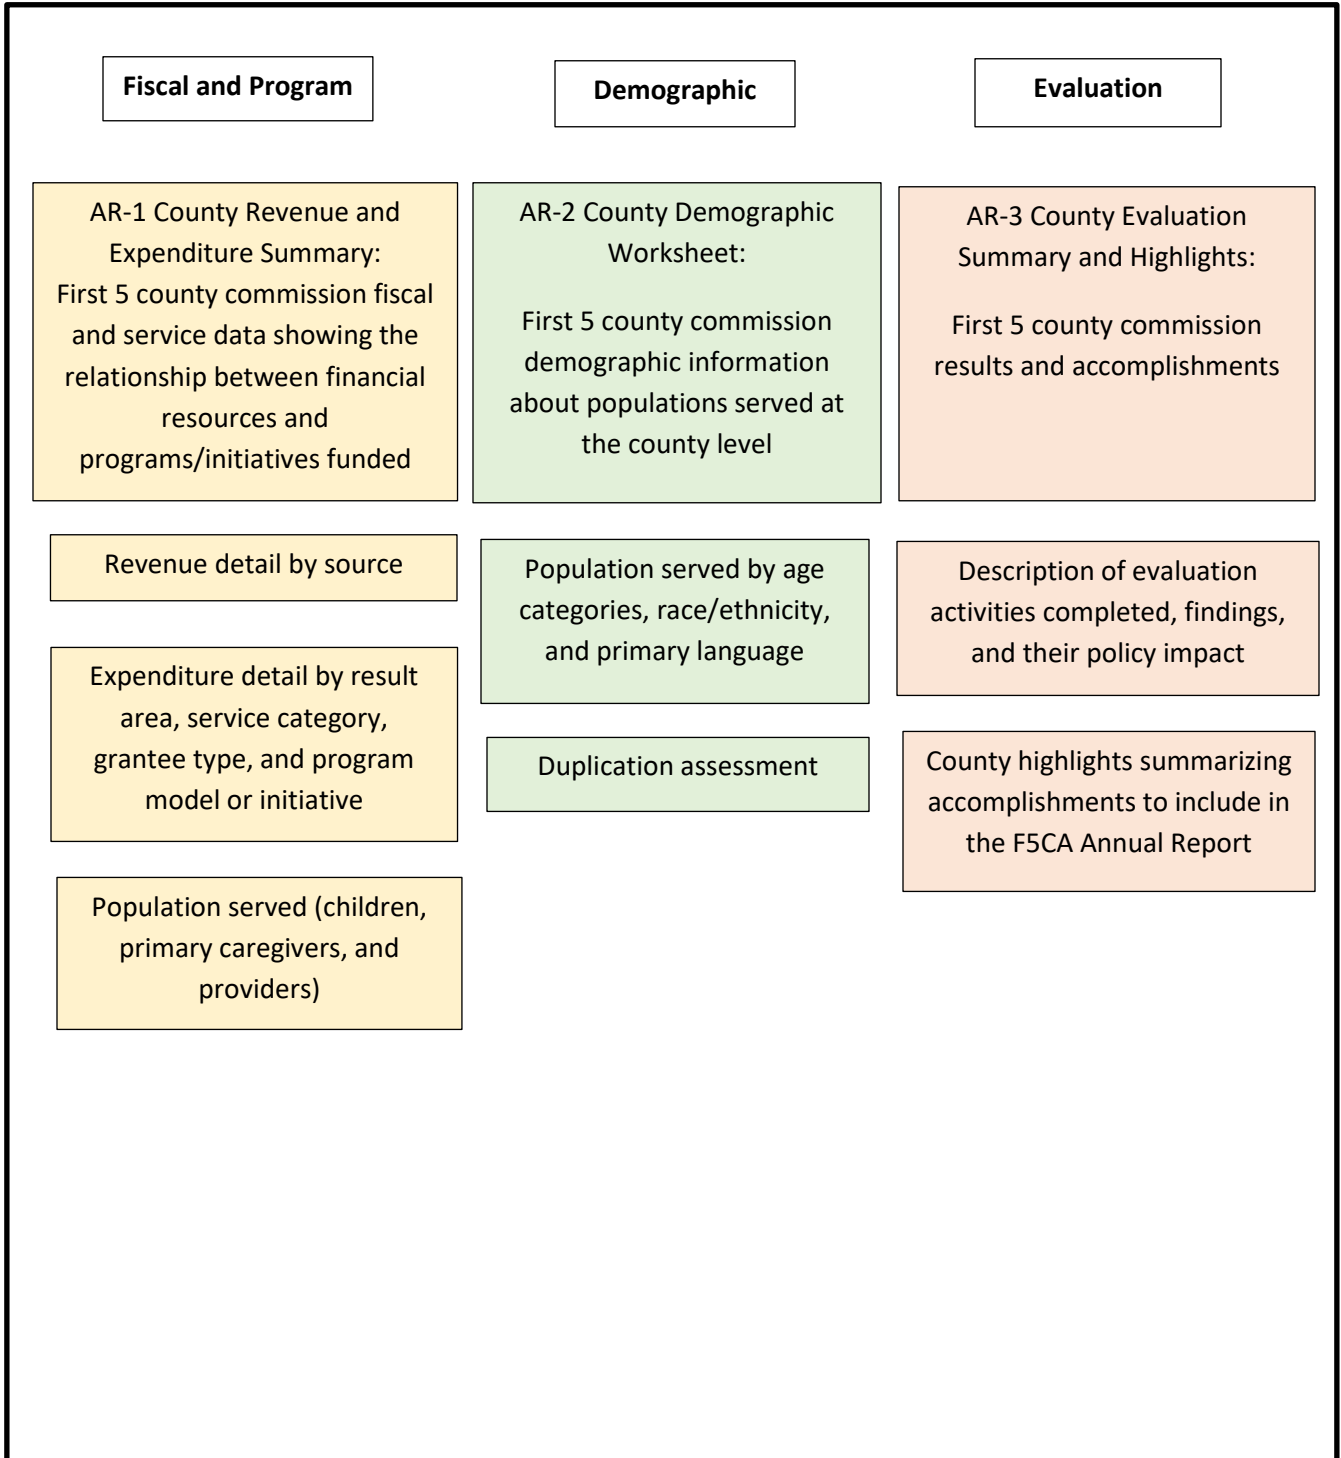 Fiscal and Program
Demographic
Evaluation
AR-1 County Revenue and
Expenditure Summary:
First 5 county commission fiscal
and service data showing the
relationship between financial
resources and
programs/initiatives funded
Revenue detail by source
Expenditure detail by result
area, service category,
grantee type, and program
model or initiative
Population served (children,
primary caregivers, and
providers)
AR-2 County Demographic
Worksheet:
First 5 county commission
demographic information
about populations served at
the county level
Population served by age
categories, race/ethnicity,
and primary language
Duplication assessment
AR-3 County Evaluation
Summary and Highlights:
First 5 county commission
results and accomplishments
Description of evaluation
activities completed, findings,
and their policy impact
County highlights summarizing
accomplishments to include in
the F5CA Annual Report